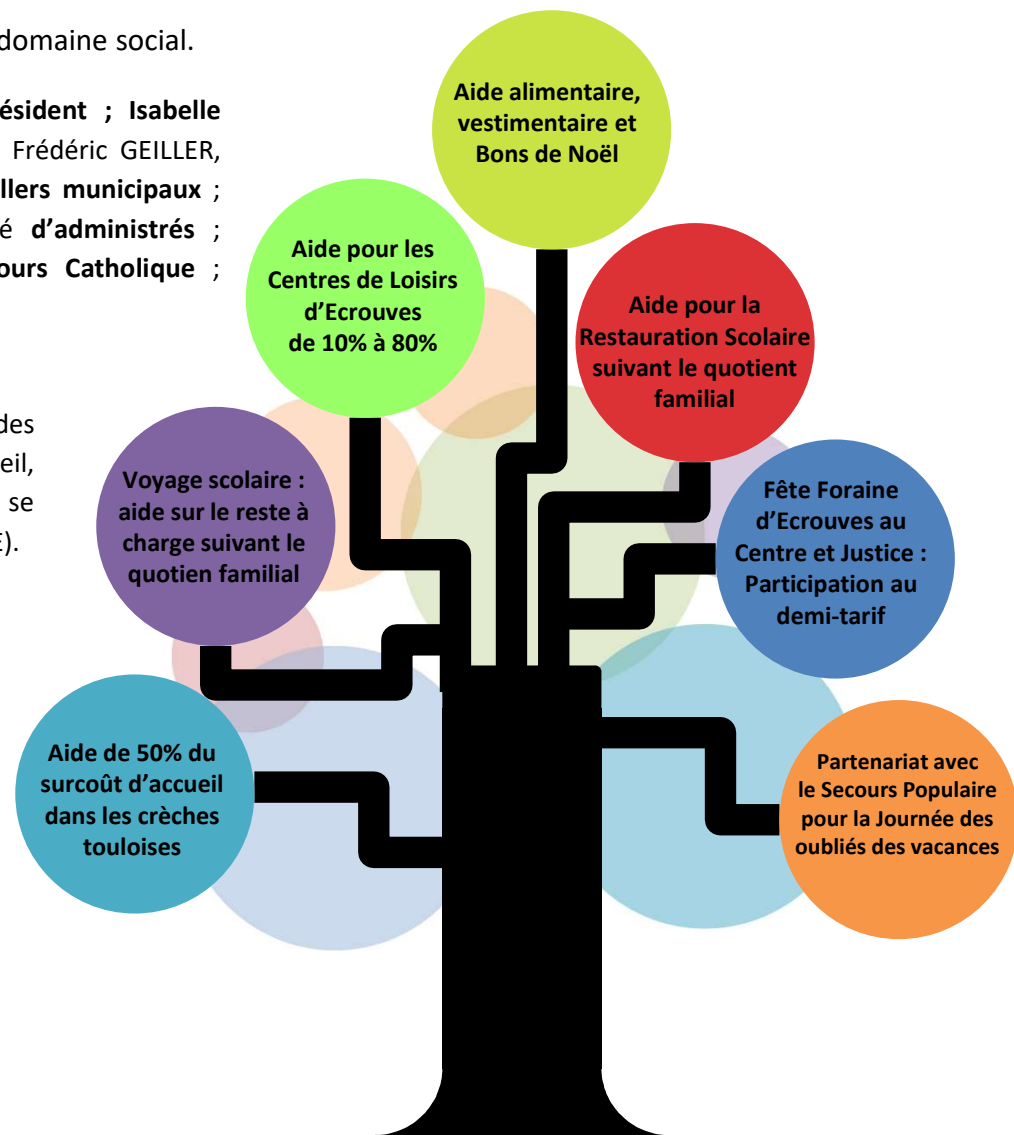 domaine social.
ésident ; Isabelle
Frédéric GEILLER,
llers municipaux ;
é d'administrés ;
ours Catholique ;
des
eil,
se
E).
Aide alimentaire,
vestimentaire et
Bons de Noël
Aide pour les
Centres de Loisirs
d'Ecrouves
de 10% à 80%
Aide pour la
Restauration Scolaire
suivant le quotient
familial
Voyage scolaire :
aide sur le reste à
charge suivant le
quotien familial
Fête Foraine
d'Ecrouves au
Centre et Justice :
Participation au
demi-tarif
Aide de 50% du
surcoût d'accueil
dans les crèches
touloises
Partenariat avec
le Secours Populaire
pour la Journée des
oubliés des vacances